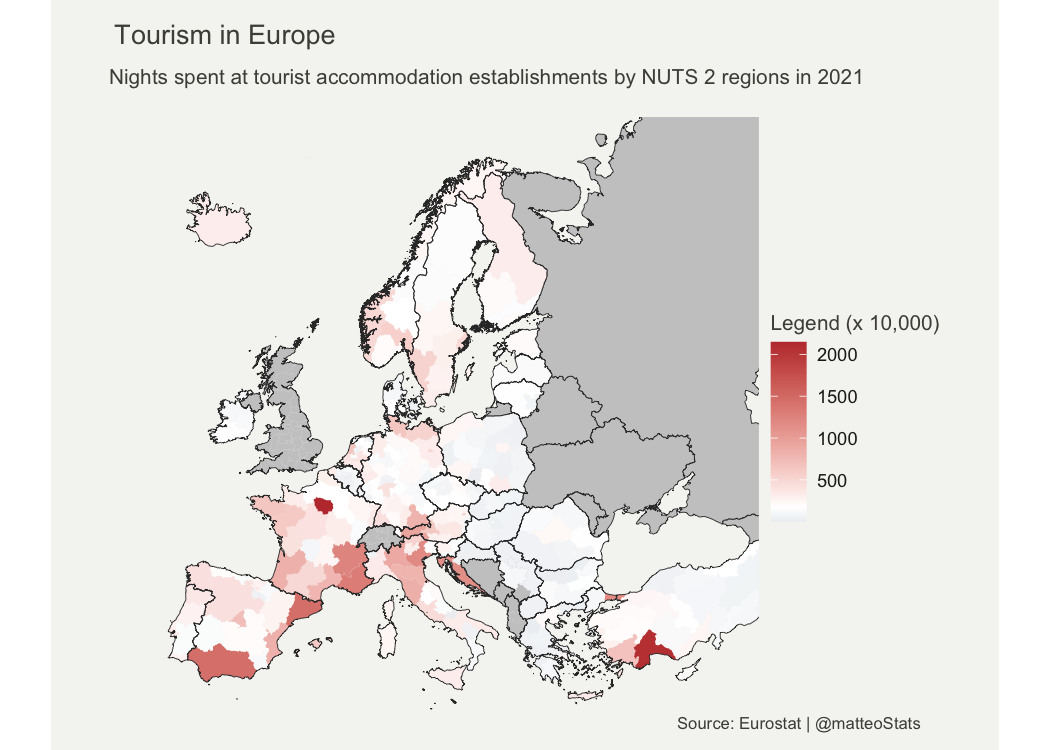 Tourism in Europe
Nights spent at tourist accommodation establishments by NUTS 2 regions in 2021
Legend (x 10,000)
2000
1500
1000
500
Source: Eurostat | @matteoStats